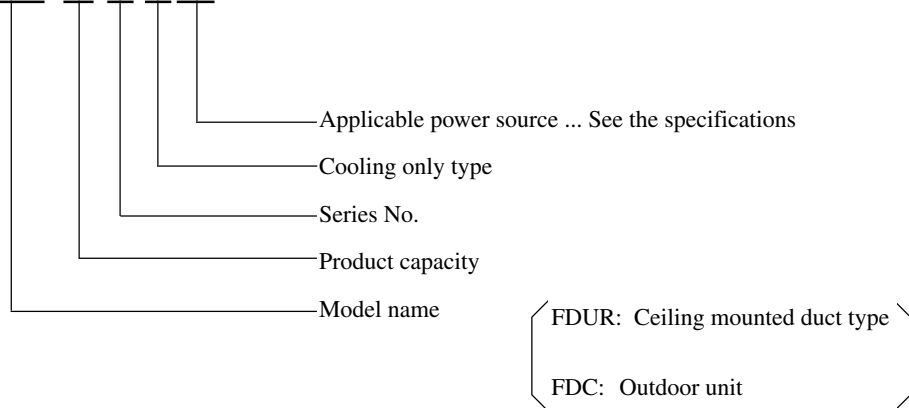 Applicable power source ... See the specifications
Cooling only type
Series No.
Product capacity
Model name
FDUR: Ceiling mounted duct type
FDC: Outdoor unit